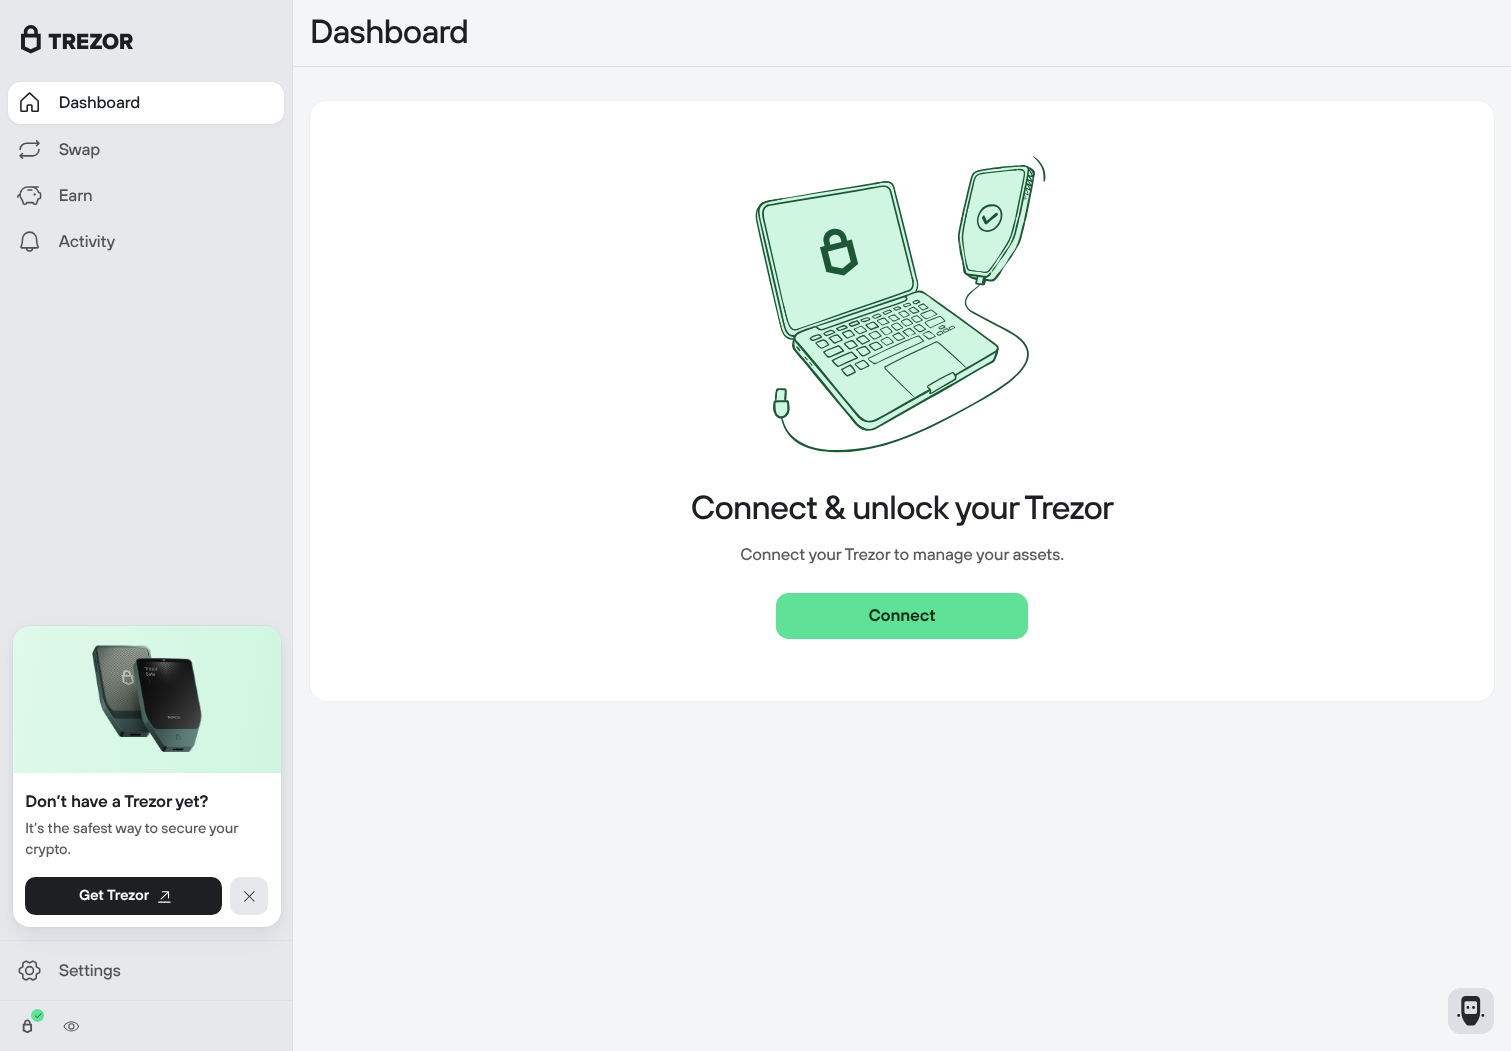 TREZOR
Dashboard
Swap
Earn
Activity
Don't have a Trezor yet?
It's the safest way to secure your
crypto.
Get Trezor
Settings
Dashboard
Connect & unlock your Trezor
Connect your Trezor to manage your assets.
Connect